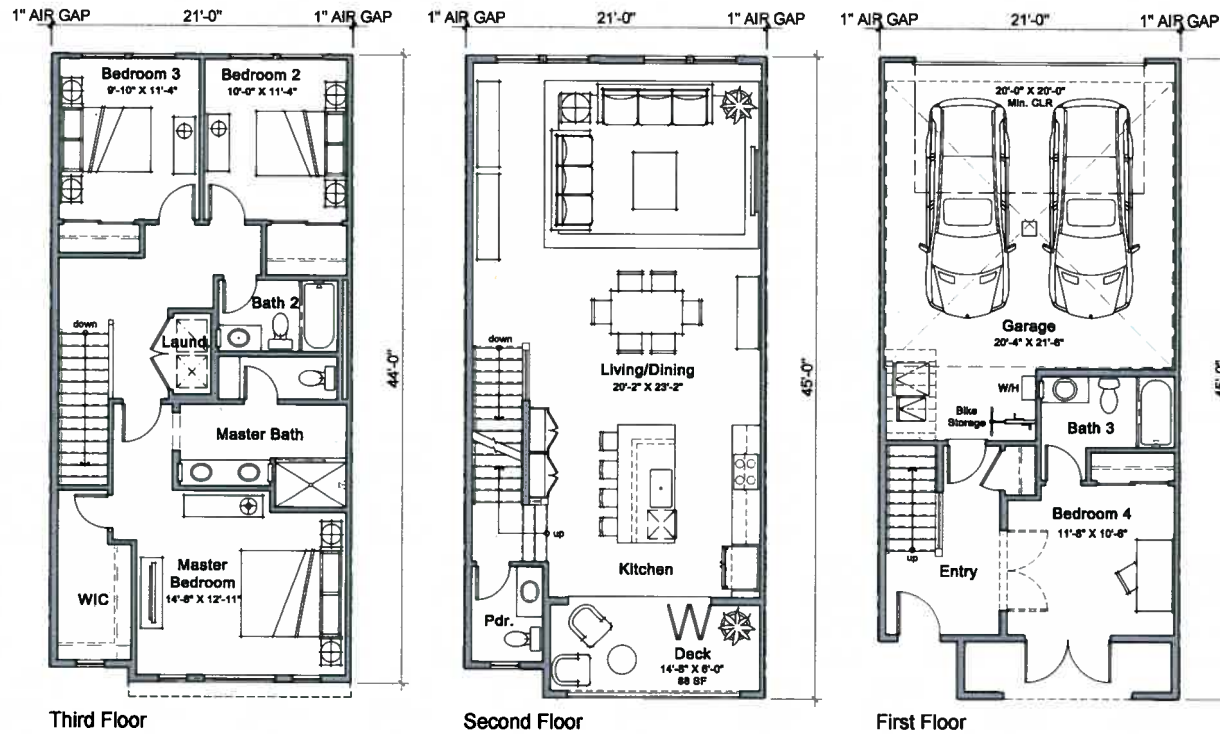 1" AIR GAP 21'-0" 1" AIR GAP
Bedroom 3
9'-10" X 11'-4"
Bedroom 2
10'-0" X 11'-4"
Bath 2
down
Laund.
44'-0"
Master Bath
Master
Bedroom
14'-8" X 12'-11"
WIC
Third Floor
1" AIR GAP 21'-0" 1" AIR GAP
down
Living/Dining
20'-2" X 23'-2"
45'-0"
up
Kitchen
Pdr.
Deck
14'-8" X 6'-0"
88 SF
Second Floor
1" AIR GAP 21'-0" 1" AIR GAP
20'-0" X 20'-0"
Min. CLR
Garage
20'-4" X 21'-6"
W/H
Bike
Storage
Bath 3
45'-0"
Bedroom 4
11'-6" X 10'-6"
up
Entry
First Floor